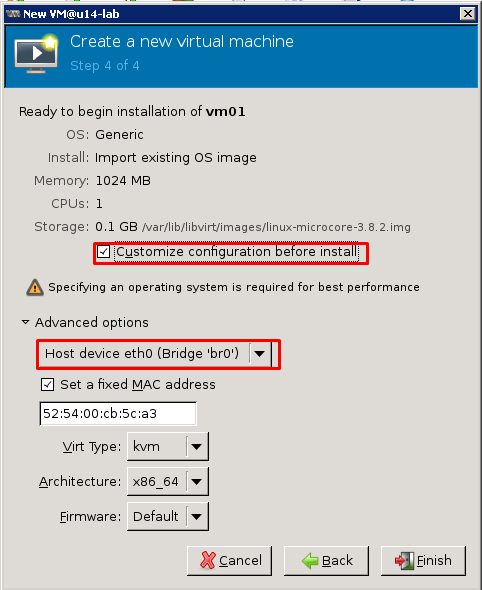 New VM@u14-lab
Create a new virtual machine
Step 4 of 4
Ready to begin installation of vm01
OS: Generic
Install: Import existing OS image
Memory: 1024 MB
CPUs: 1
Storage: 0.1 GB /var/lib/libvirt/images/linux-microcore-3.8.2.img
Customize configuration before install
Specifying an operating system is required for best performance
Advanced options
Host device eth0 (Bridge 'br0')
Set a fixed MAC address
52:54:00:cb:5c:a3
Virt Type: kvm
Architecture: x86_64
Firmware: Default
Cancel Back Finish